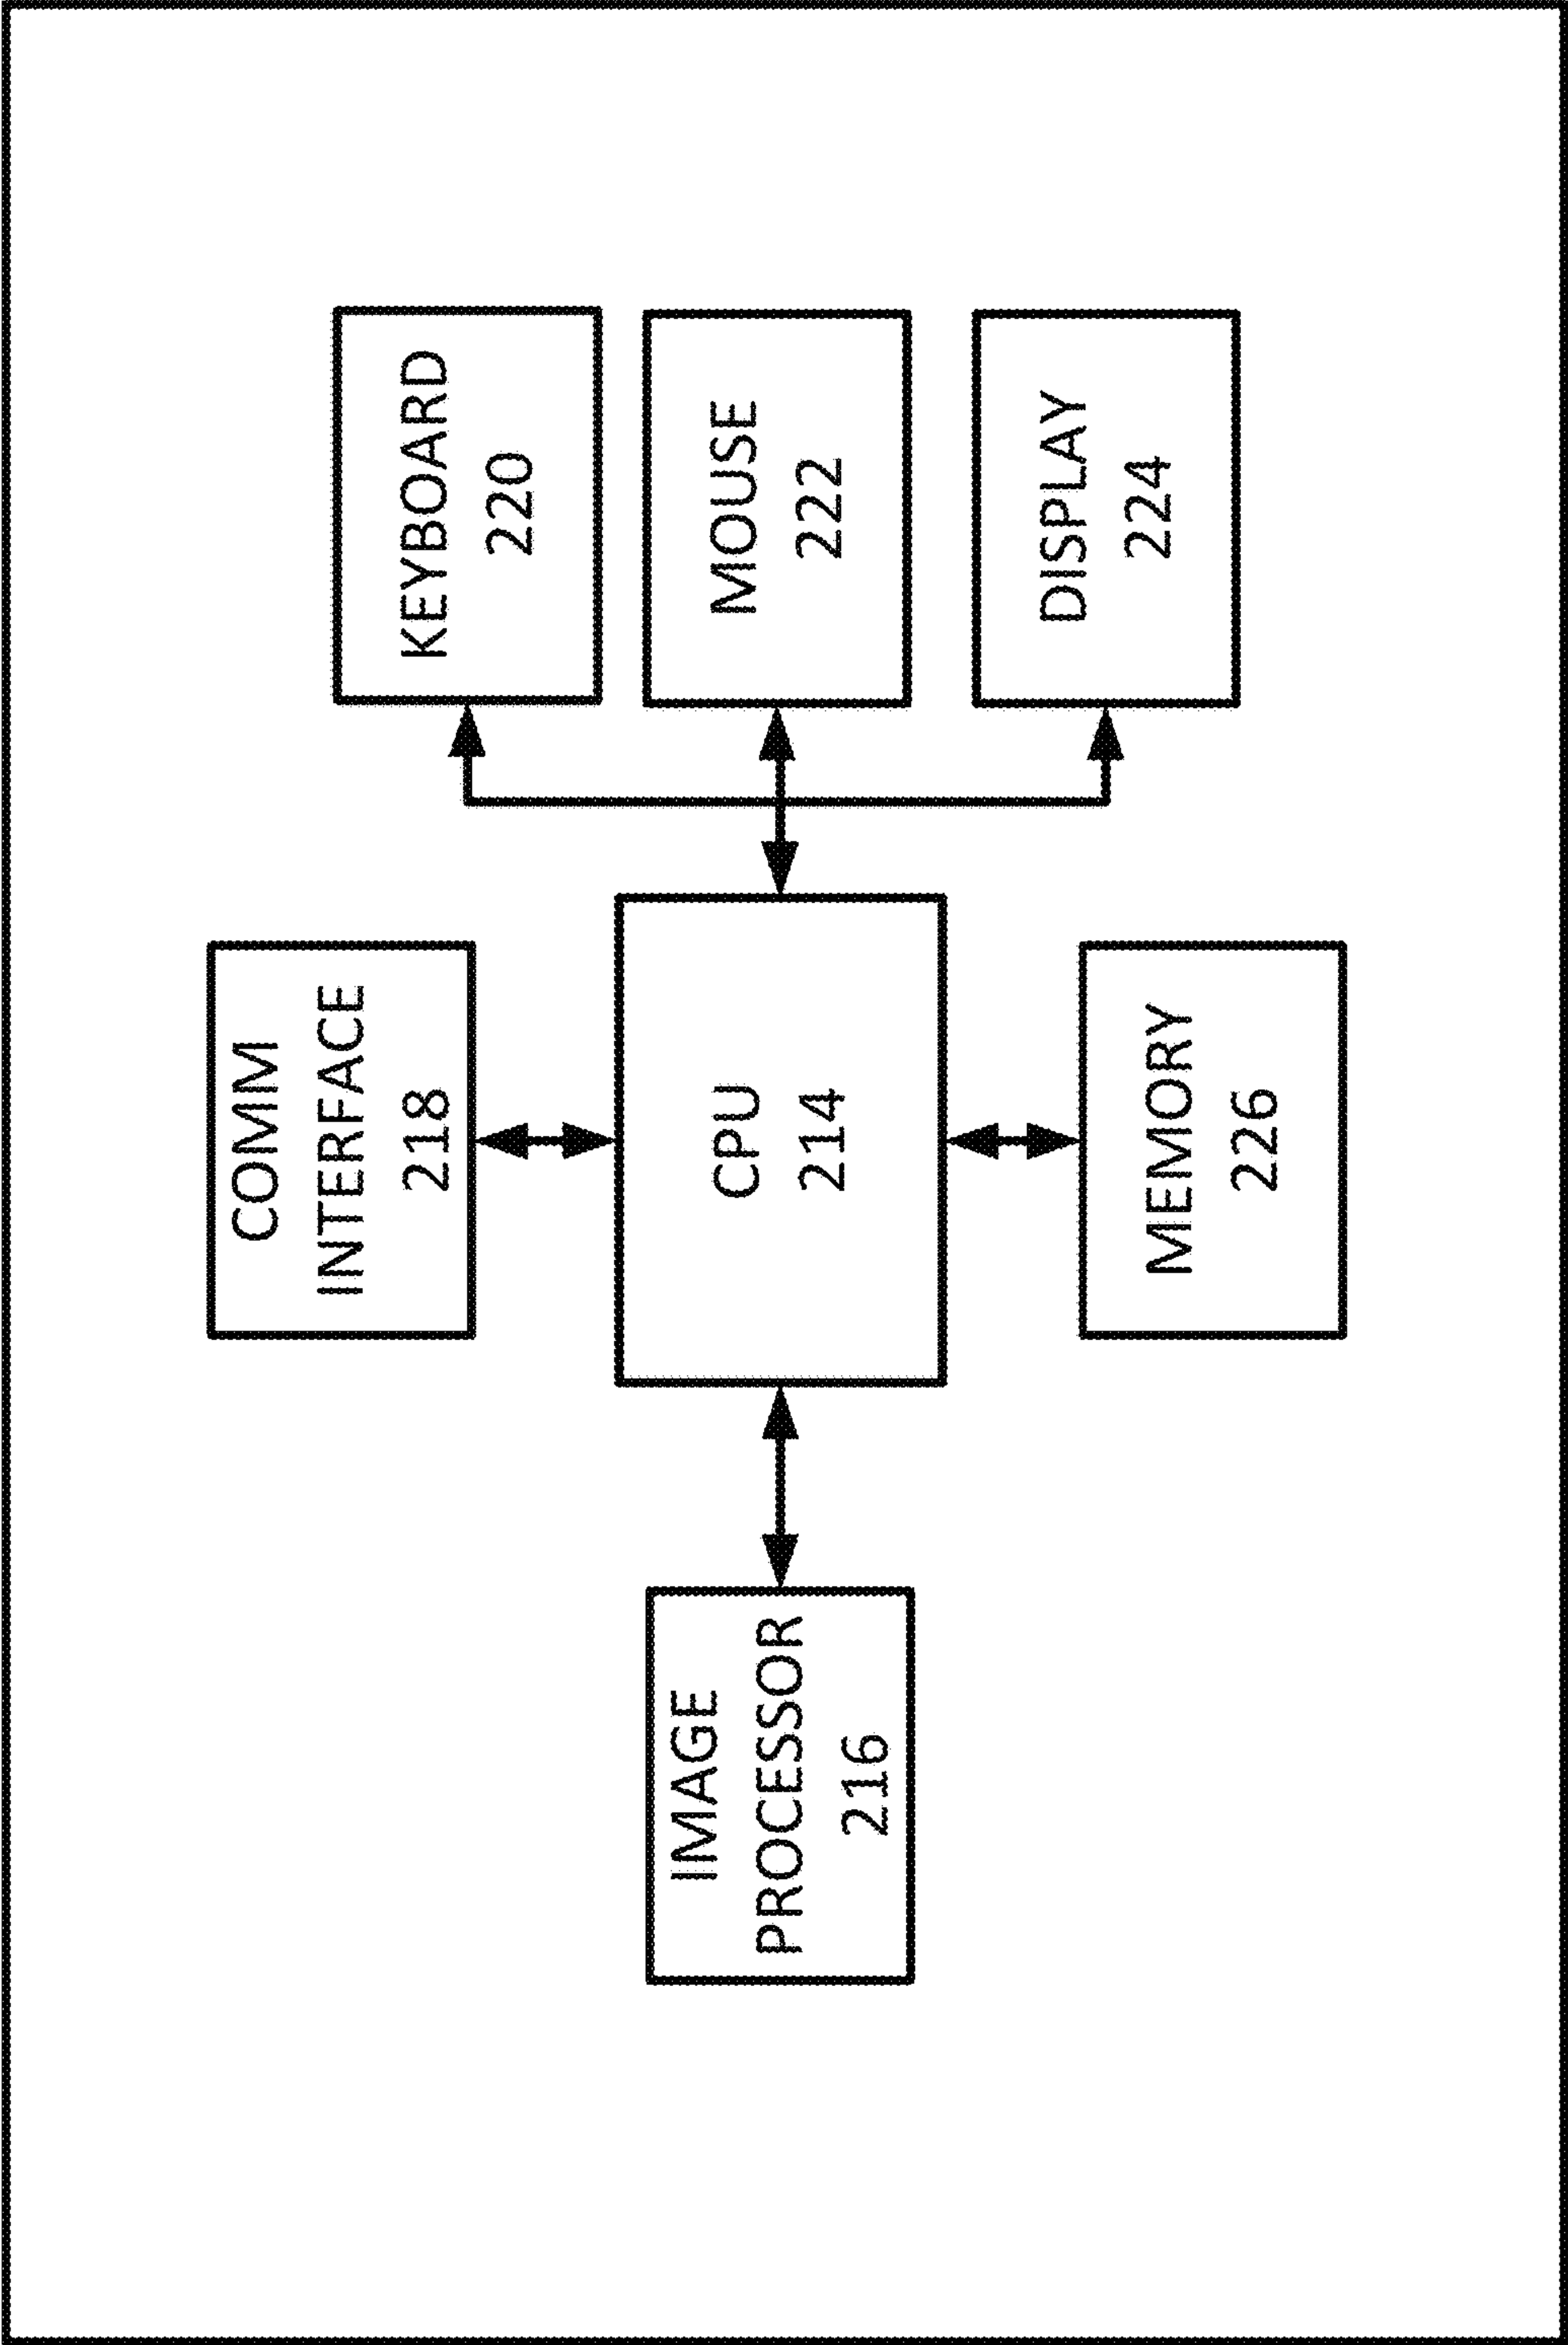 COMM
INTERFACE
218
KEYBOARD
220
IMAGE
PROCESSOR
216
CPU
214
MOUSE
222
MEMORY
226
DISPLAY
224